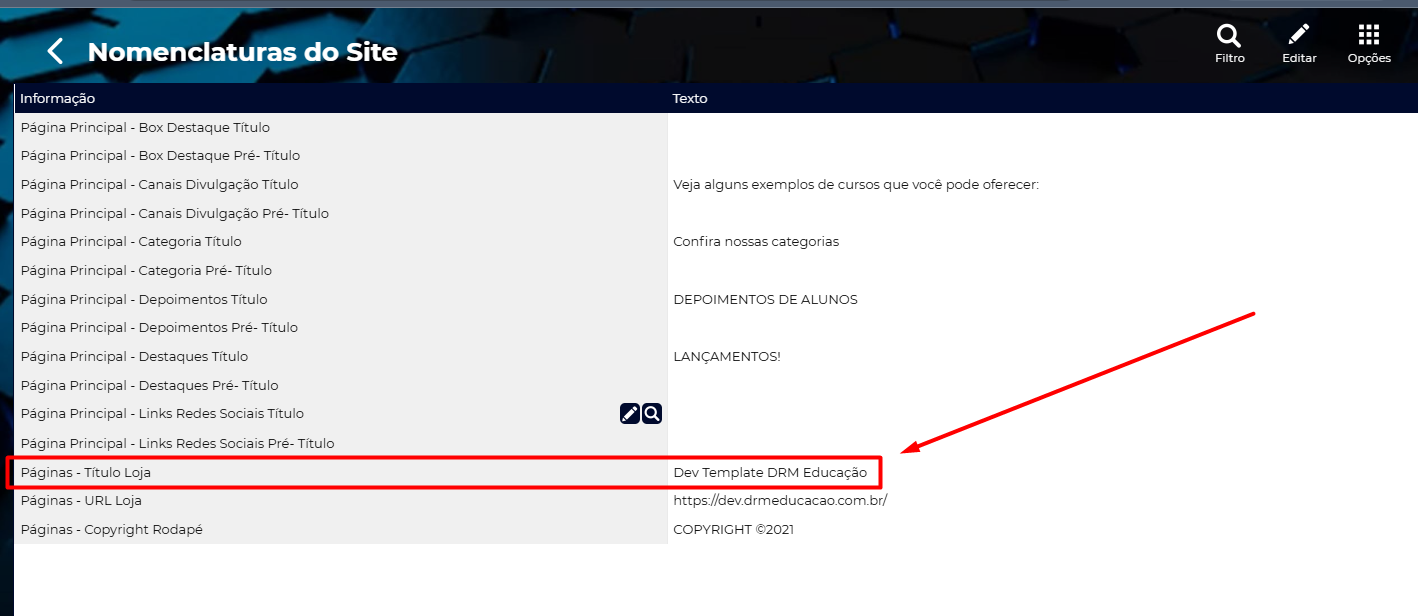 Nomenclaturas do Site
Filtro Editar Opções
Informação Texto
Página Principal - Box Destaque Título
Página Principal - Box Destaque Pré- Título
Página Principal - Canais Divulgação Título Veja alguns exemplos de cursos que você pode oferecer:
Página Principal - Canais Divulgação Pré- Título
Página Principal - Categoria Título Confira nossas categorias
Página Principal - Categoria Pré- Título
Página Principal - Depoimentos Título DEPOIMENTOS DE ALUNOS
Página Principal - Depoimentos Pré- Título
Página Principal - Destaques Título LANÇAMENTOS!
Página Principal - Destaques Pré- Título
Página Principal - Links Redes Sociais Título
Página Principal - Links Redes Sociais Pré- Título
Páginas - Título Loja Dev Template DRM Educação
Páginas - URL Loja https://dev.drmeducacao.com.br/
Páginas - Copyright Rodapé COPYRIGHT ©2021